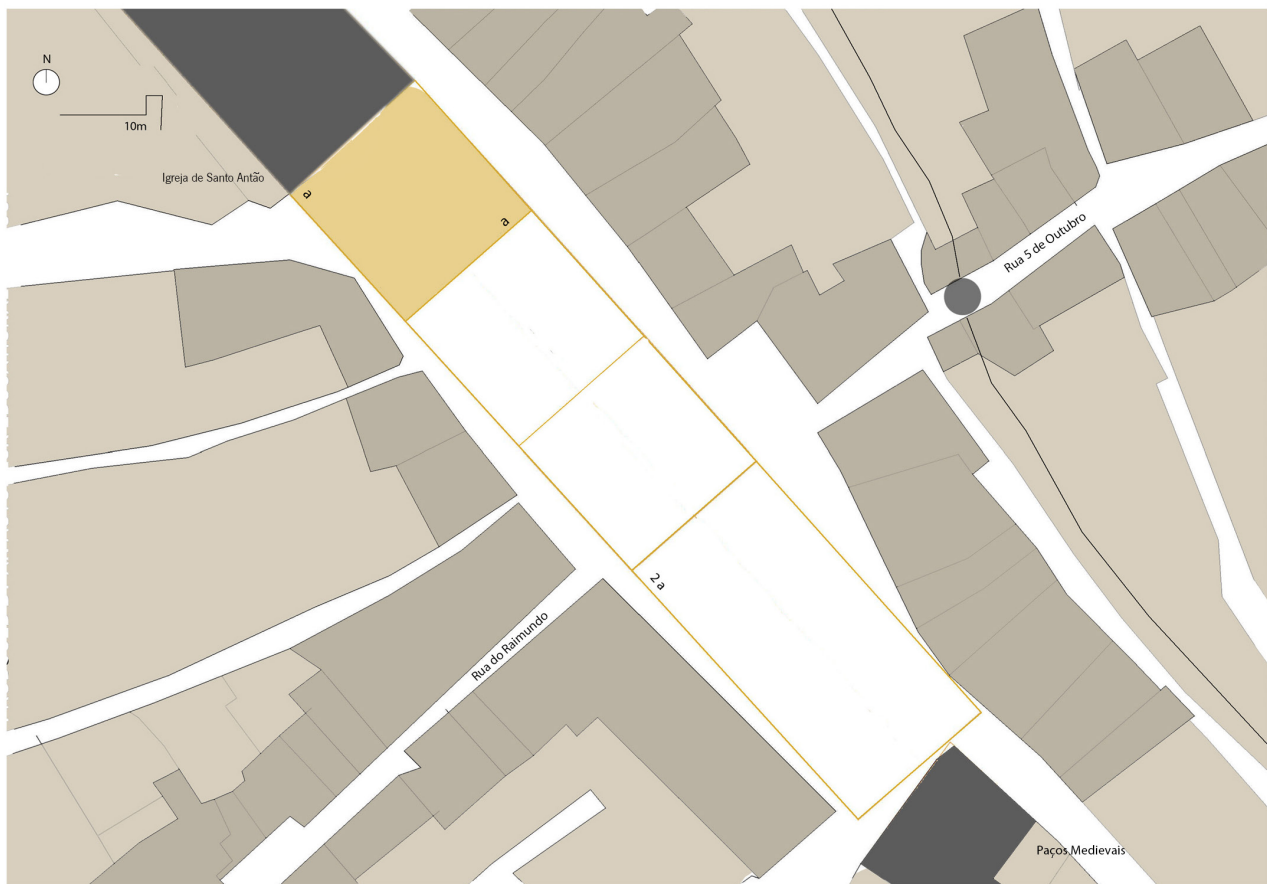 N
10m
Igreja de Santo Antão
a
a
Rua 5 de Outubro
2 a
Rua do Raimundo
Paços Medievais